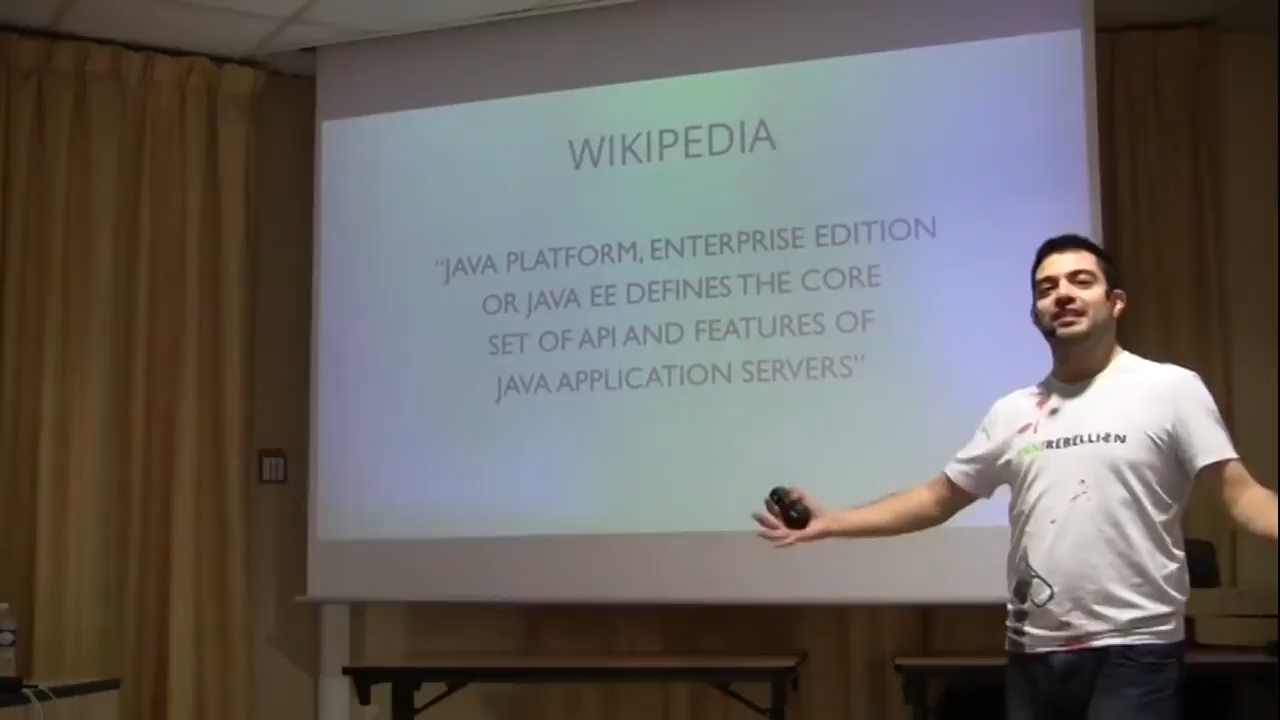 WIKIPEDIA
“JAVA PLATFORM, ENTERPRISE EDITION
OR JAVA EE DEFINES THE CORE
SET OF API AND FEATURES OF
JAVA APPLICATION SERVERS”
REBELLION